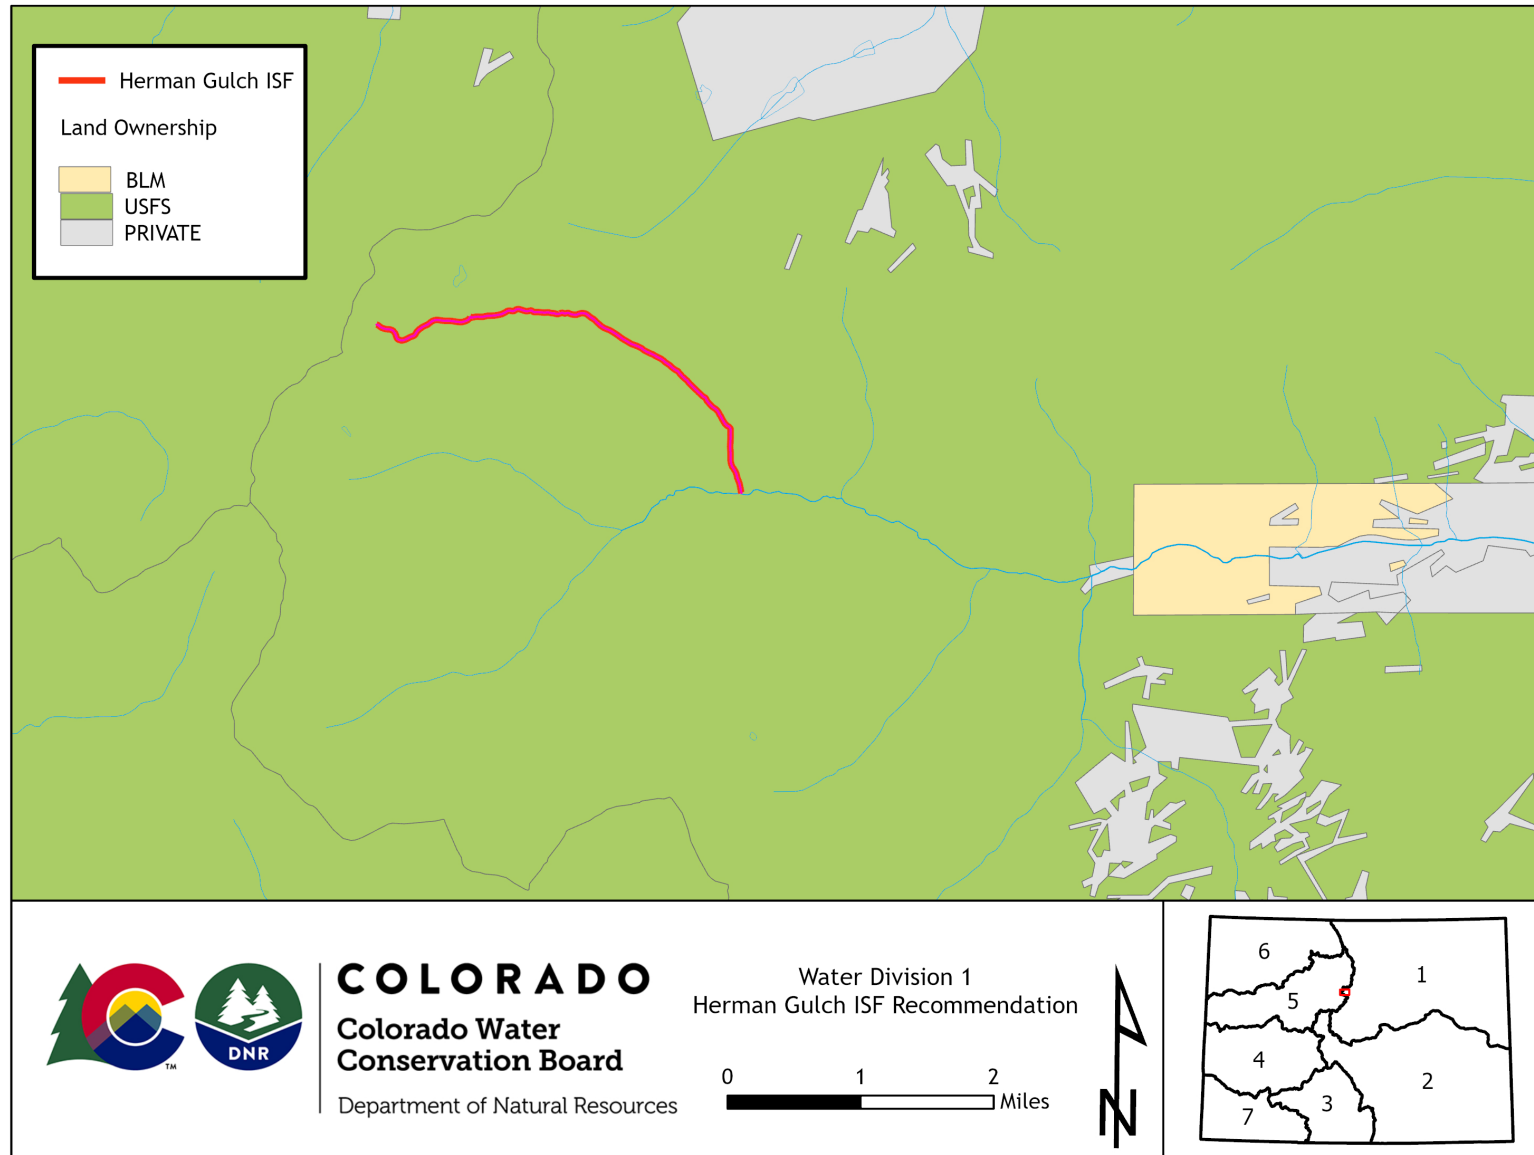 Herman Gulch ISF
Land Ownership
BLM
USFS
PRIVATE
COLORADO
Colorado Water
Conservation Board
Department of Natural Resources
DNR
TM
Water Division 1
Herman Gulch ISF Recommendation
0 1 2
Miles
N
6
1
5
4
2
3
7